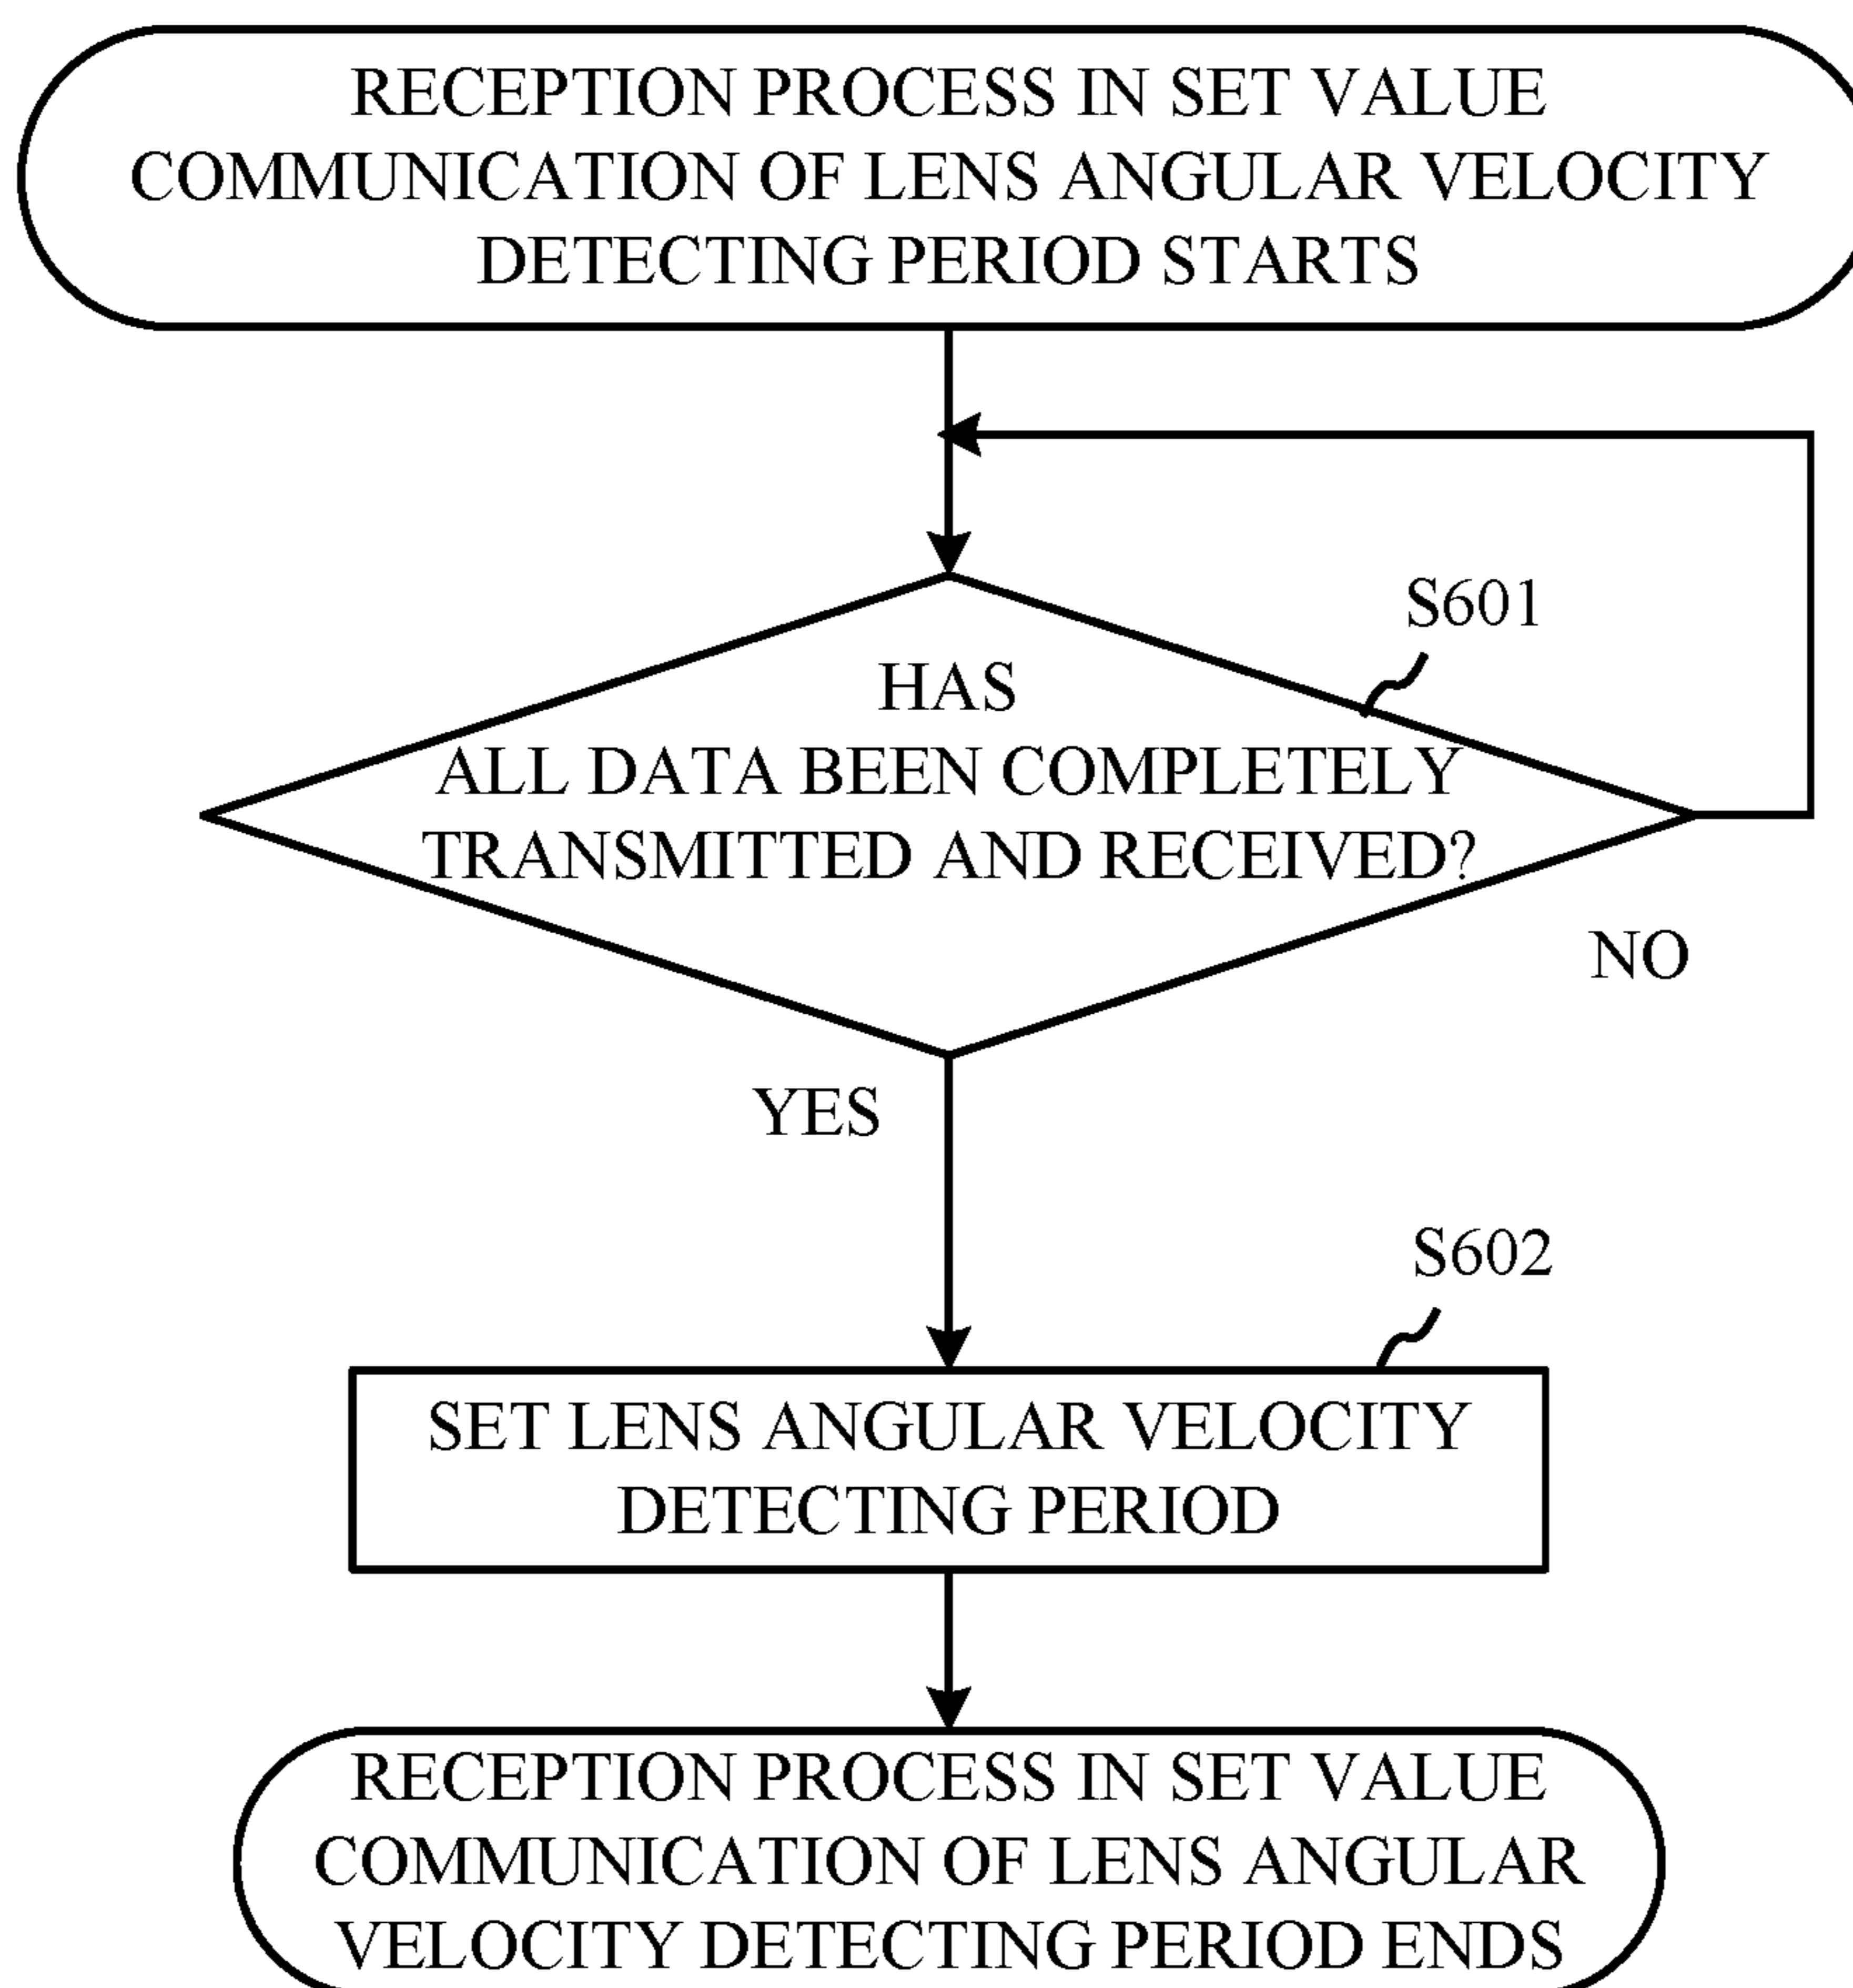 RECEPTION PROCESS IN SET VALUE
COMMUNICATION OF LENS ANGULAR VELOCITY
DETECTING PERIOD STARTS
S601
HAS
ALL DATA BEEN COMPLETELY
TRANSMITTED AND RECEIVED?
NO
YES
S602
SET LENS ANGULAR VELOCITY
DETECTING PERIOD
RECEPTION PROCESS IN SET VALUE
COMMUNICATION OF LENS ANGULAR
VELOCITY DETECTING PERIOD ENDS